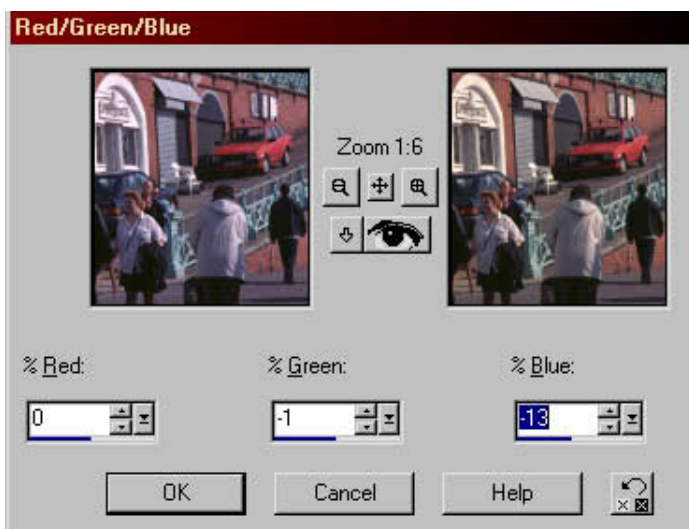 Red/Green/Blue
Zoom 1:6
% Red:
% Green:
% Blue:
0
-1
-13
OK
Cancel
Help